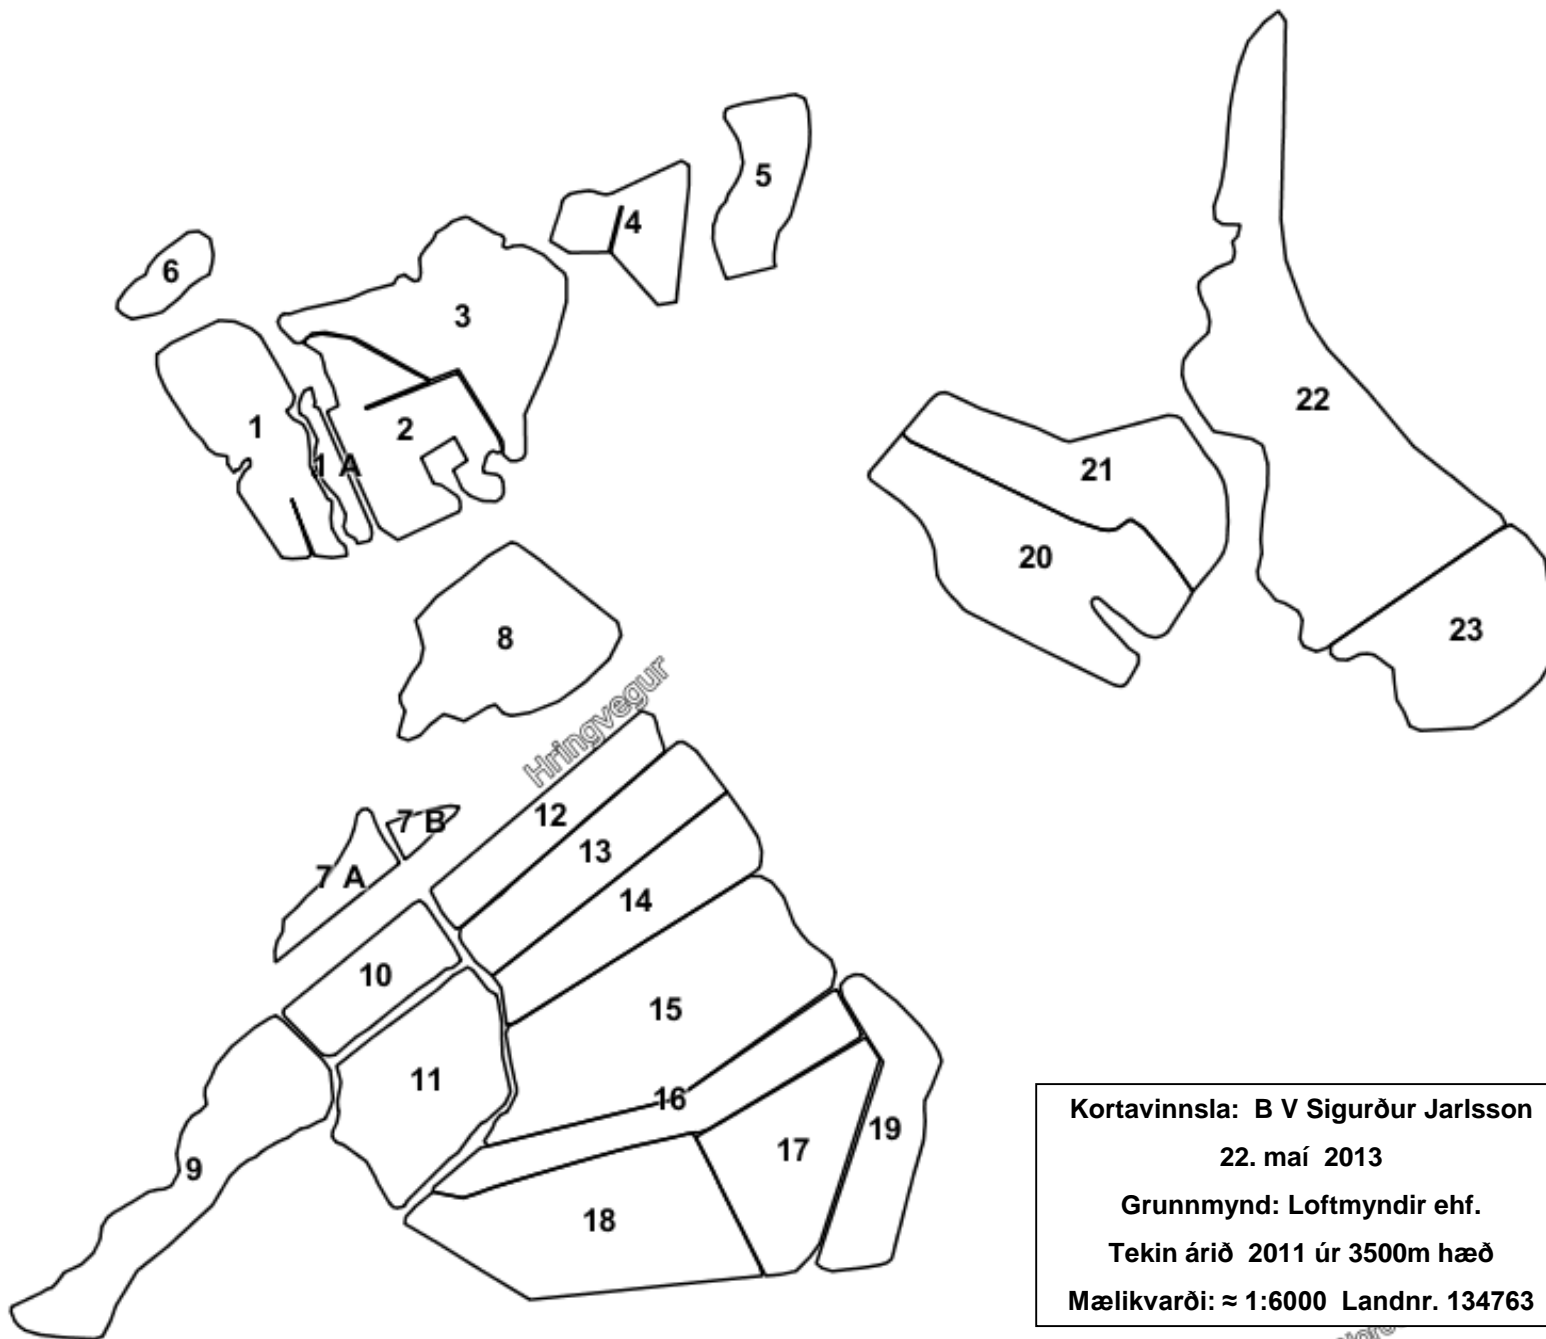 5
4
6
3
22
1
2
1 A
21
20
23
8
Hringvegur
12
7 B
13
7 A
14
10
15
11
16
19
17
9
18
Kortavinnsla: B V Sigurður Jarlsson
22. maí 2013
Grunnmynd: Loftmyndir ehf.
Tekin árið 2011 úr 3500m hæð
Mælikvarði: ≈ 1:6000 Landnr. 134763